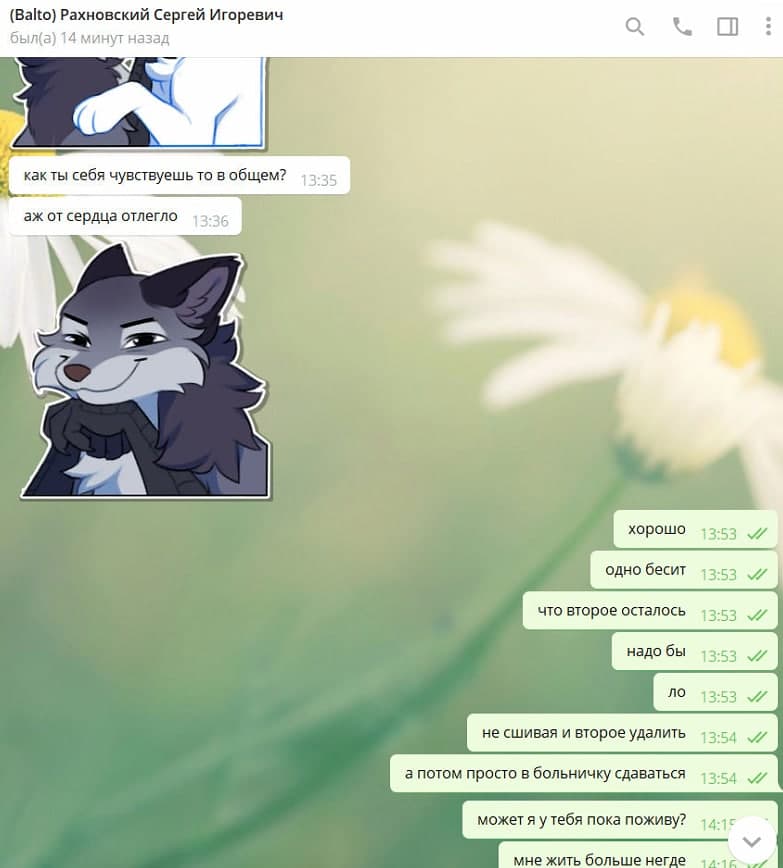 (Balto) Рахновский Сергей Игоревич
был(а) 14 минут назад
как ты себя чувствуешь то в общем? 13:35
аж от сердца отлегло 13:36
хорошо 13:53
одно бесит 13:53
что второе осталось 13:53
надо бы 13:53
ло 13:53
не сшивая и второе удалить 13:54
а потом просто в больничку сдаваться 13:54
может я у тебя пока поживу? 14:15
мне жить больше негде 14:16